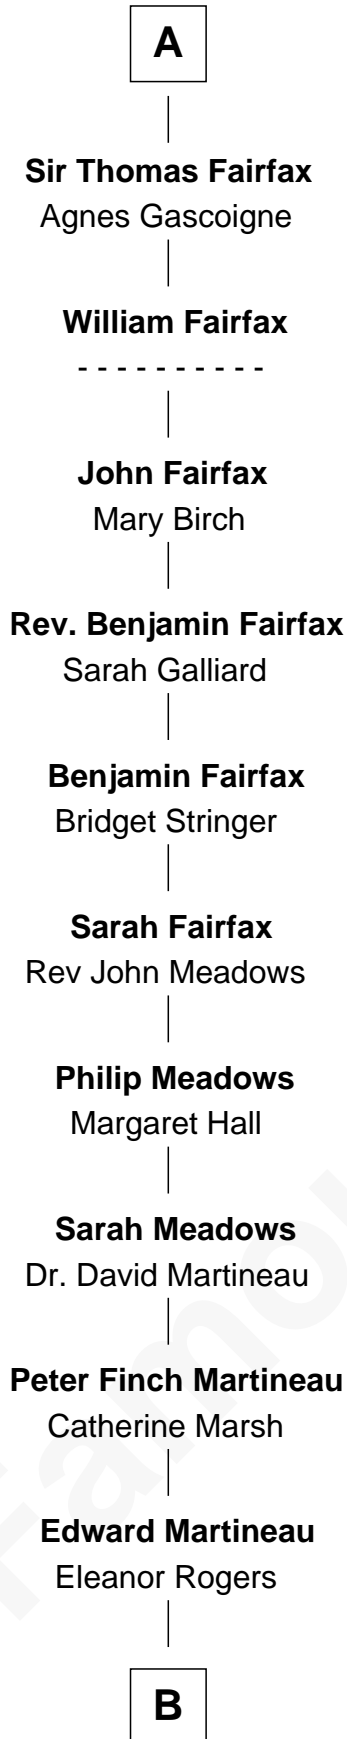 A
Sir Thomas Fairfax
Agnes Gascoigne
William Fairfax
- - - - - - - - - -
John Fairfax
Mary Birch
Rev. Benjamin Fairfax
Sarah Galliard
Benjamin Fairfax
Bridget Stringer
Sarah Fairfax
Rev John Meadows
Philip Meadows
Margaret Hall
Sarah Meadows
Dr. David Martineau
Peter Finch Martineau
Catherine Marsh
Edward Martineau
Eleanor Rogers
B